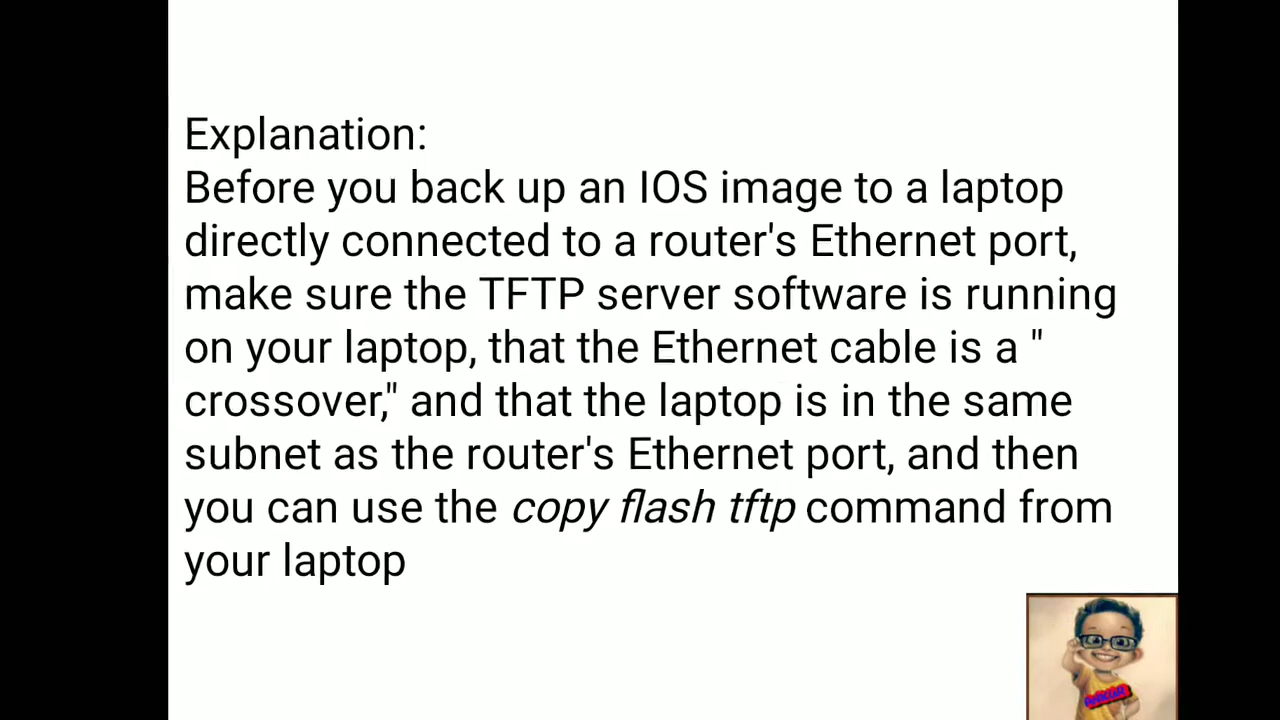 Explanation:
Before you back up an IOS image to a laptop
directly connected to a router's Ethernet port,
make sure the TFTP server software is running
on your laptop, that the Ethernet cable is a "
crossover," and that the laptop is in the same
subnet as the router's Ethernet port, and then
you can use the copy flash tftp command from
your laptop